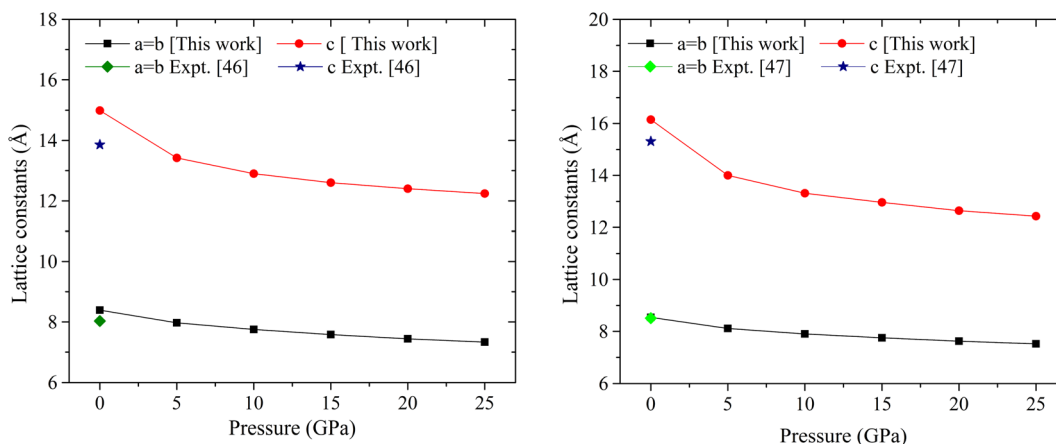 18
16
14
12
10
8
6
Lattice constants (Å)
a=b [This work]
c [ This work]
a=b Expt. [46]
c Expt. [46]
0 5 10 15 20 25
Pressure (GPa)
20
18
16
14
12
10
8
6
Lattice constants (Å)
a=b [This work]
c [This work]
a=b Expt. [47]
c Expt. [47]
0 5 10 15 20 25
Pressure (GPa)